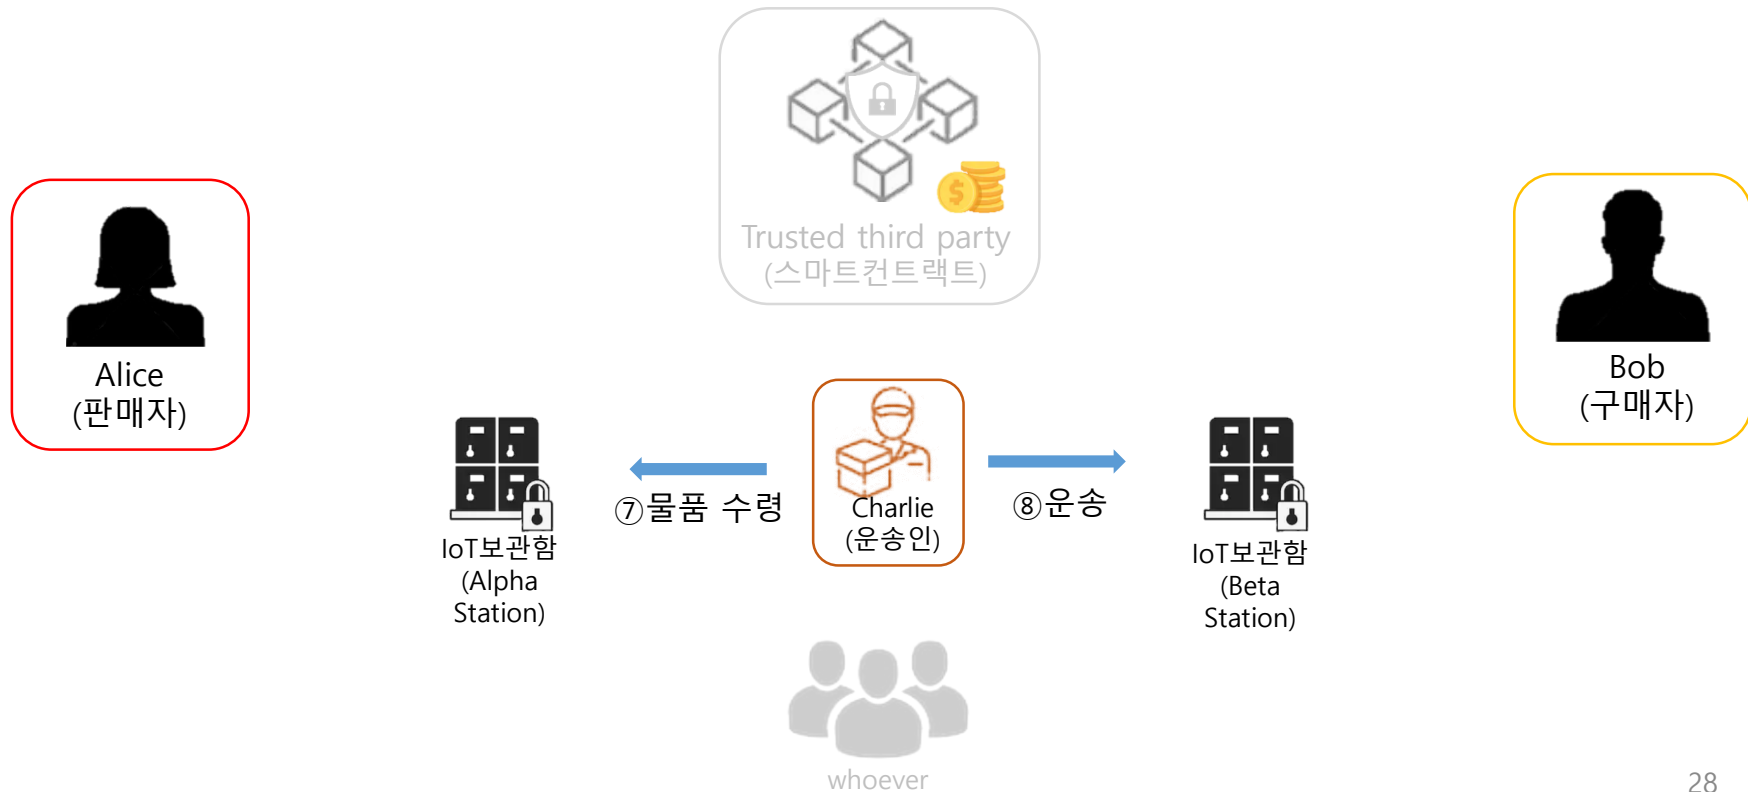 Trusted third party
(스마트컨트랙트)
Alice
(판매자)
Bob
(구매자)
⑦물품 수령
Charlie
(운송인)
⑧운송
IoT보관함
(Alpha
Station)
IoT보관함
(Beta
Station)
whoever
28